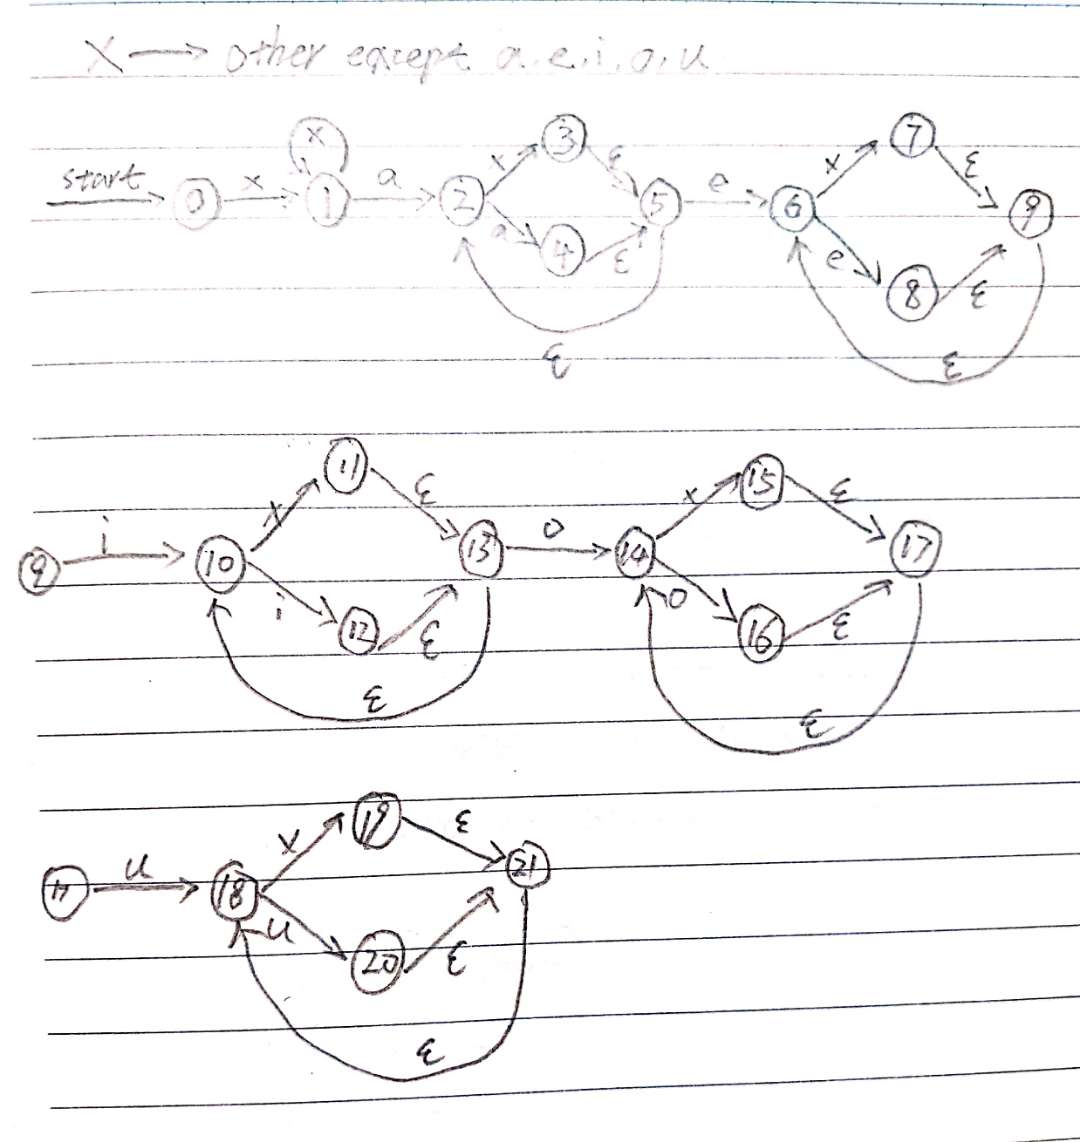 X → other except a.e.i.o.u
x
3 7
start 0 x 1 a 2 x ε 5 e 6 x ε 9
a 4 ε e 8 ε
ε ε
11 15
9 i 10 x ε 13 o 14 x ε 17
i 12 ε o 16 ε
ε ε
19
17 u 18 x ε 21
u 20 ε
ε